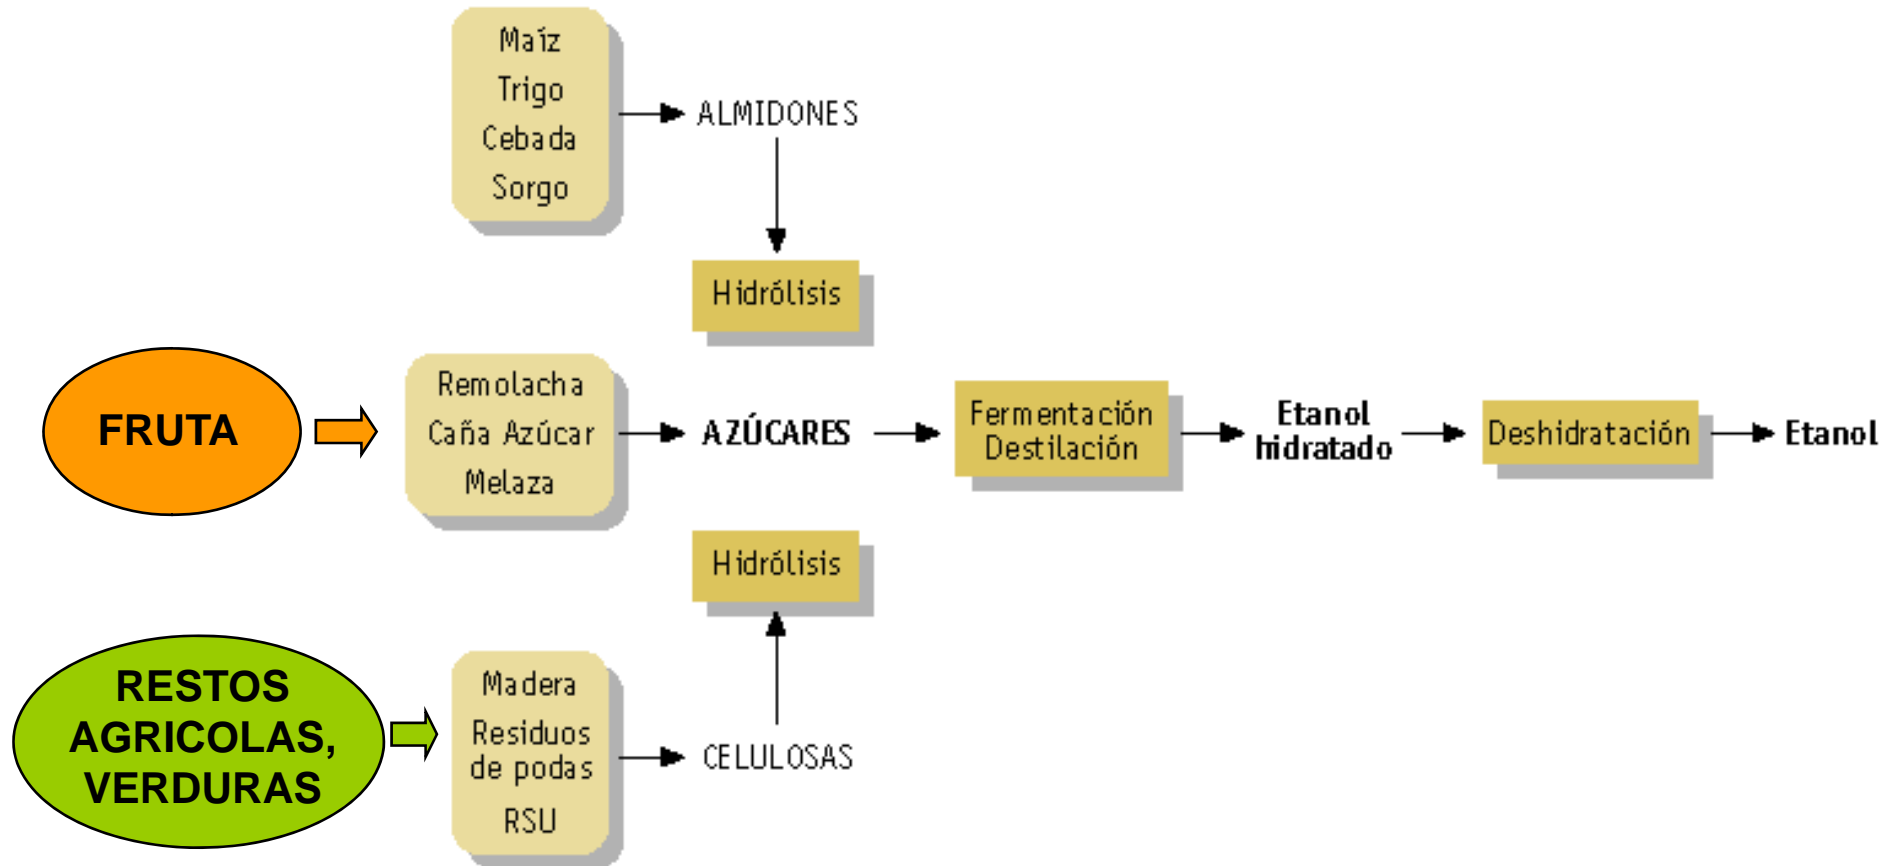 Maíz
Trigo
Cebada
Sorgo
ALMIDONES
Hidrólisis
FRUTA
Remolacha
Caña Azúcar
Melaza
AZÚCARES
Fermentación
Destilación
Etanol
hidratado
Deshidratación
Etanol
Hidrólisis
RESTOS
AGRICOLAS,
VERDURAS
Madera
Residuos
de podas
RSU
CELULOSAS